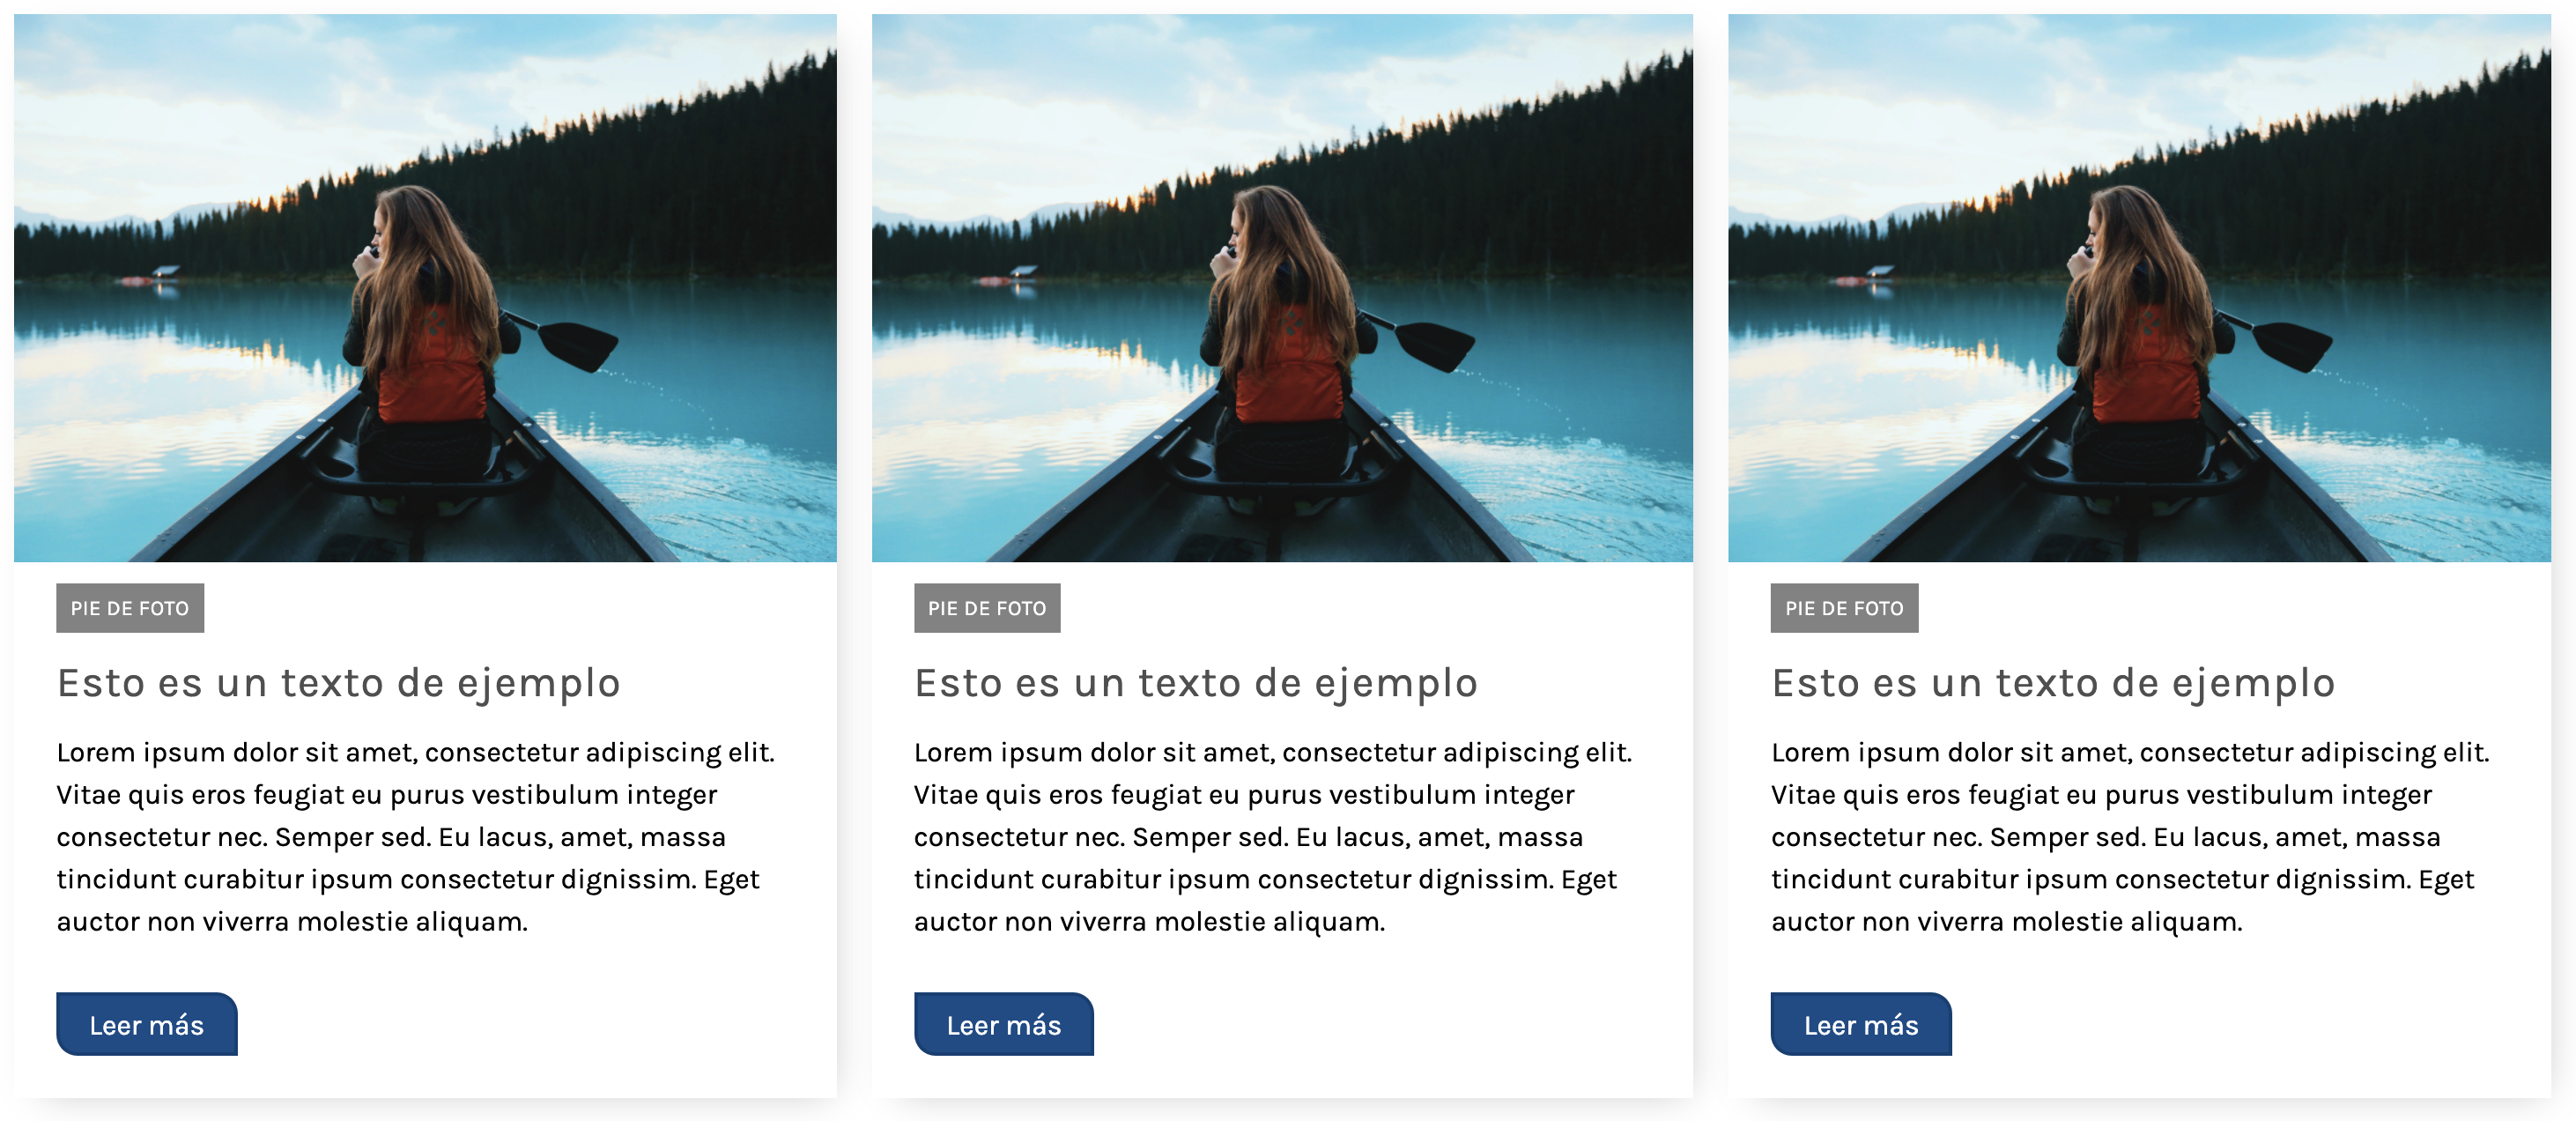 PIE DE FOTO
Esto es un texto de ejemplo
Lorem ipsum dolor sit amet, consectetur adipiscing elit.
Vitae quis eros feugiat eu purus vestibulum integer
consectetur nec. Semper sed. Eu lacus, amet, massa
tincidunt curabitur ipsum consectetur dignissim. Eget
auctor non viverra molestie aliquam.
Leer más
PIE DE FOTO
Esto es un texto de ejemplo
Lorem ipsum dolor sit amet, consectetur adipiscing elit.
Vitae quis eros feugiat eu purus vestibulum integer
consectetur nec. Semper sed. Eu lacus, amet, massa
tincidunt curabitur ipsum consectetur dignissim. Eget
auctor non viverra molestie aliquam.
Leer más
PIE DE FOTO
Esto es un texto de ejemplo
Lorem ipsum dolor sit amet, consectetur adipiscing elit.
Vitae quis eros feugiat eu purus vestibulum integer
consectetur nec. Semper sed. Eu lacus, amet, massa
tincidunt curabitur ipsum consectetur dignissim. Eget
auctor non viverra molestie aliquam.
Leer más